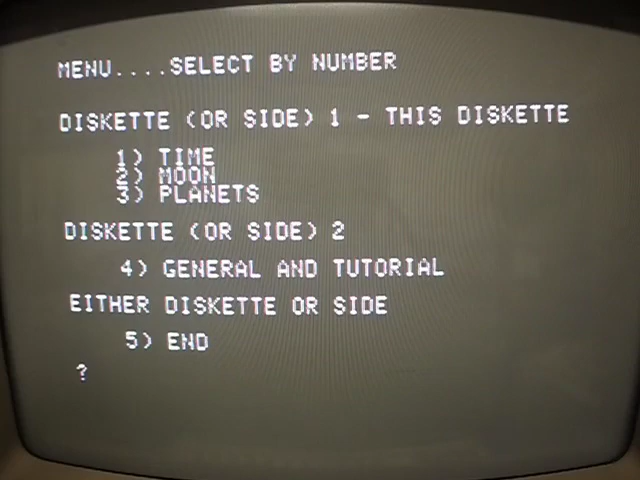 MENU....SELECT BY NUMBER
DISKETTE (OR SIDE) 1 - THIS DISKETTE
1) TIME
2) MOON
3) PLANETS
DISKETTE (OR SIDE) 2
4) GENERAL AND TUTORIAL
EITHER DISKETTE OR SIDE
5) END
?